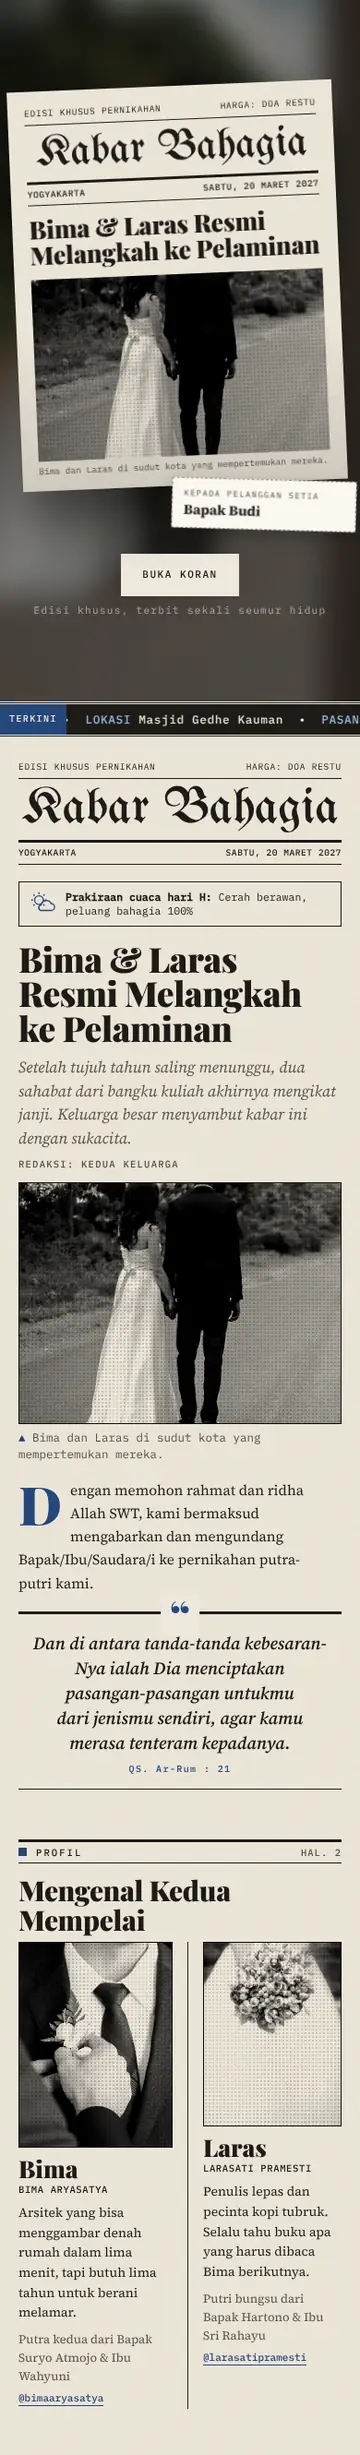 EDISI KHUSUS PERNIKAHAN
HARGA: DOA RESTU
Kabar Bahagia
YOGYAKARTA
SABTU, 20 MARET 2027
Bima & Laras Resmi
Melangkah ke Pelaminan
Bima dan Laras di sudut kota yang mempertemukan mereka.
KEPADA PELANGGAN SETIA
Bapak Budi
BUKA KORAN
Edisi khusus, terbit sekali seumur hidup
TERKINI • LOKASI Masjid Gedhe Kauman • PASAN
EDISI KHUSUS PERNIKAHAN
HARGA: DOA RESTU
Kabar Bahagia
YOGYAKARTA
SABTU, 20 MARET 2027
Prakiraan cuaca hari H: Cerah berawan,
peluang bahagia 100%
Bima & Laras
Resmi Melangkah
ke Pelaminan
Setelah tujuh tahun saling menunggu, dua
sahabat dari bangku kuliah akhirnya mengikat
janji. Keluarga besar menyambut kabar ini
dengan sukacita.
REDAKSI: KEDUA KELUARGA
▲ Bima dan Laras di sudut kota yang
mempertemukan mereka.
Dengan memohon rahmat dan ridha
Allah SWT, kami bermaksud
mengabarkan dan mengundang
Bapak/Ibu/Saudara/i ke pernikahan putra-
putri kami.
❝
Dan di antara tanda-tanda kebesaran-
Nya ialah Dia menciptakan
pasangan-pasangan untukmu
dari jenismu sendiri, agar kamu
merasa tenteram kepadanya.
QS. Ar-Rum : 21
PROFIL
HAL. 2
Mengenal Kedua
Mempelai
Bima
BIMA ARYASATYA
Arsitek yang bisa
menggambar denah
rumah dalam lima
menit, tapi butuh lima
tahun untuk berani
melamar.
Putra kedua dari Bapak
Suryo Atmojo & Ibu
Wahyuni
@bimaaryasatya
Laras
LARASATI PRAMESTI
Penulis lepas dan
pecinta kopi tubruk.
Selalu tahu buku apa
yang harus dibaca
Bima berikutnya.
Putri bungsu dari
Bapak Hartono & Ibu
Sri Rahayu
@larasatipramesti